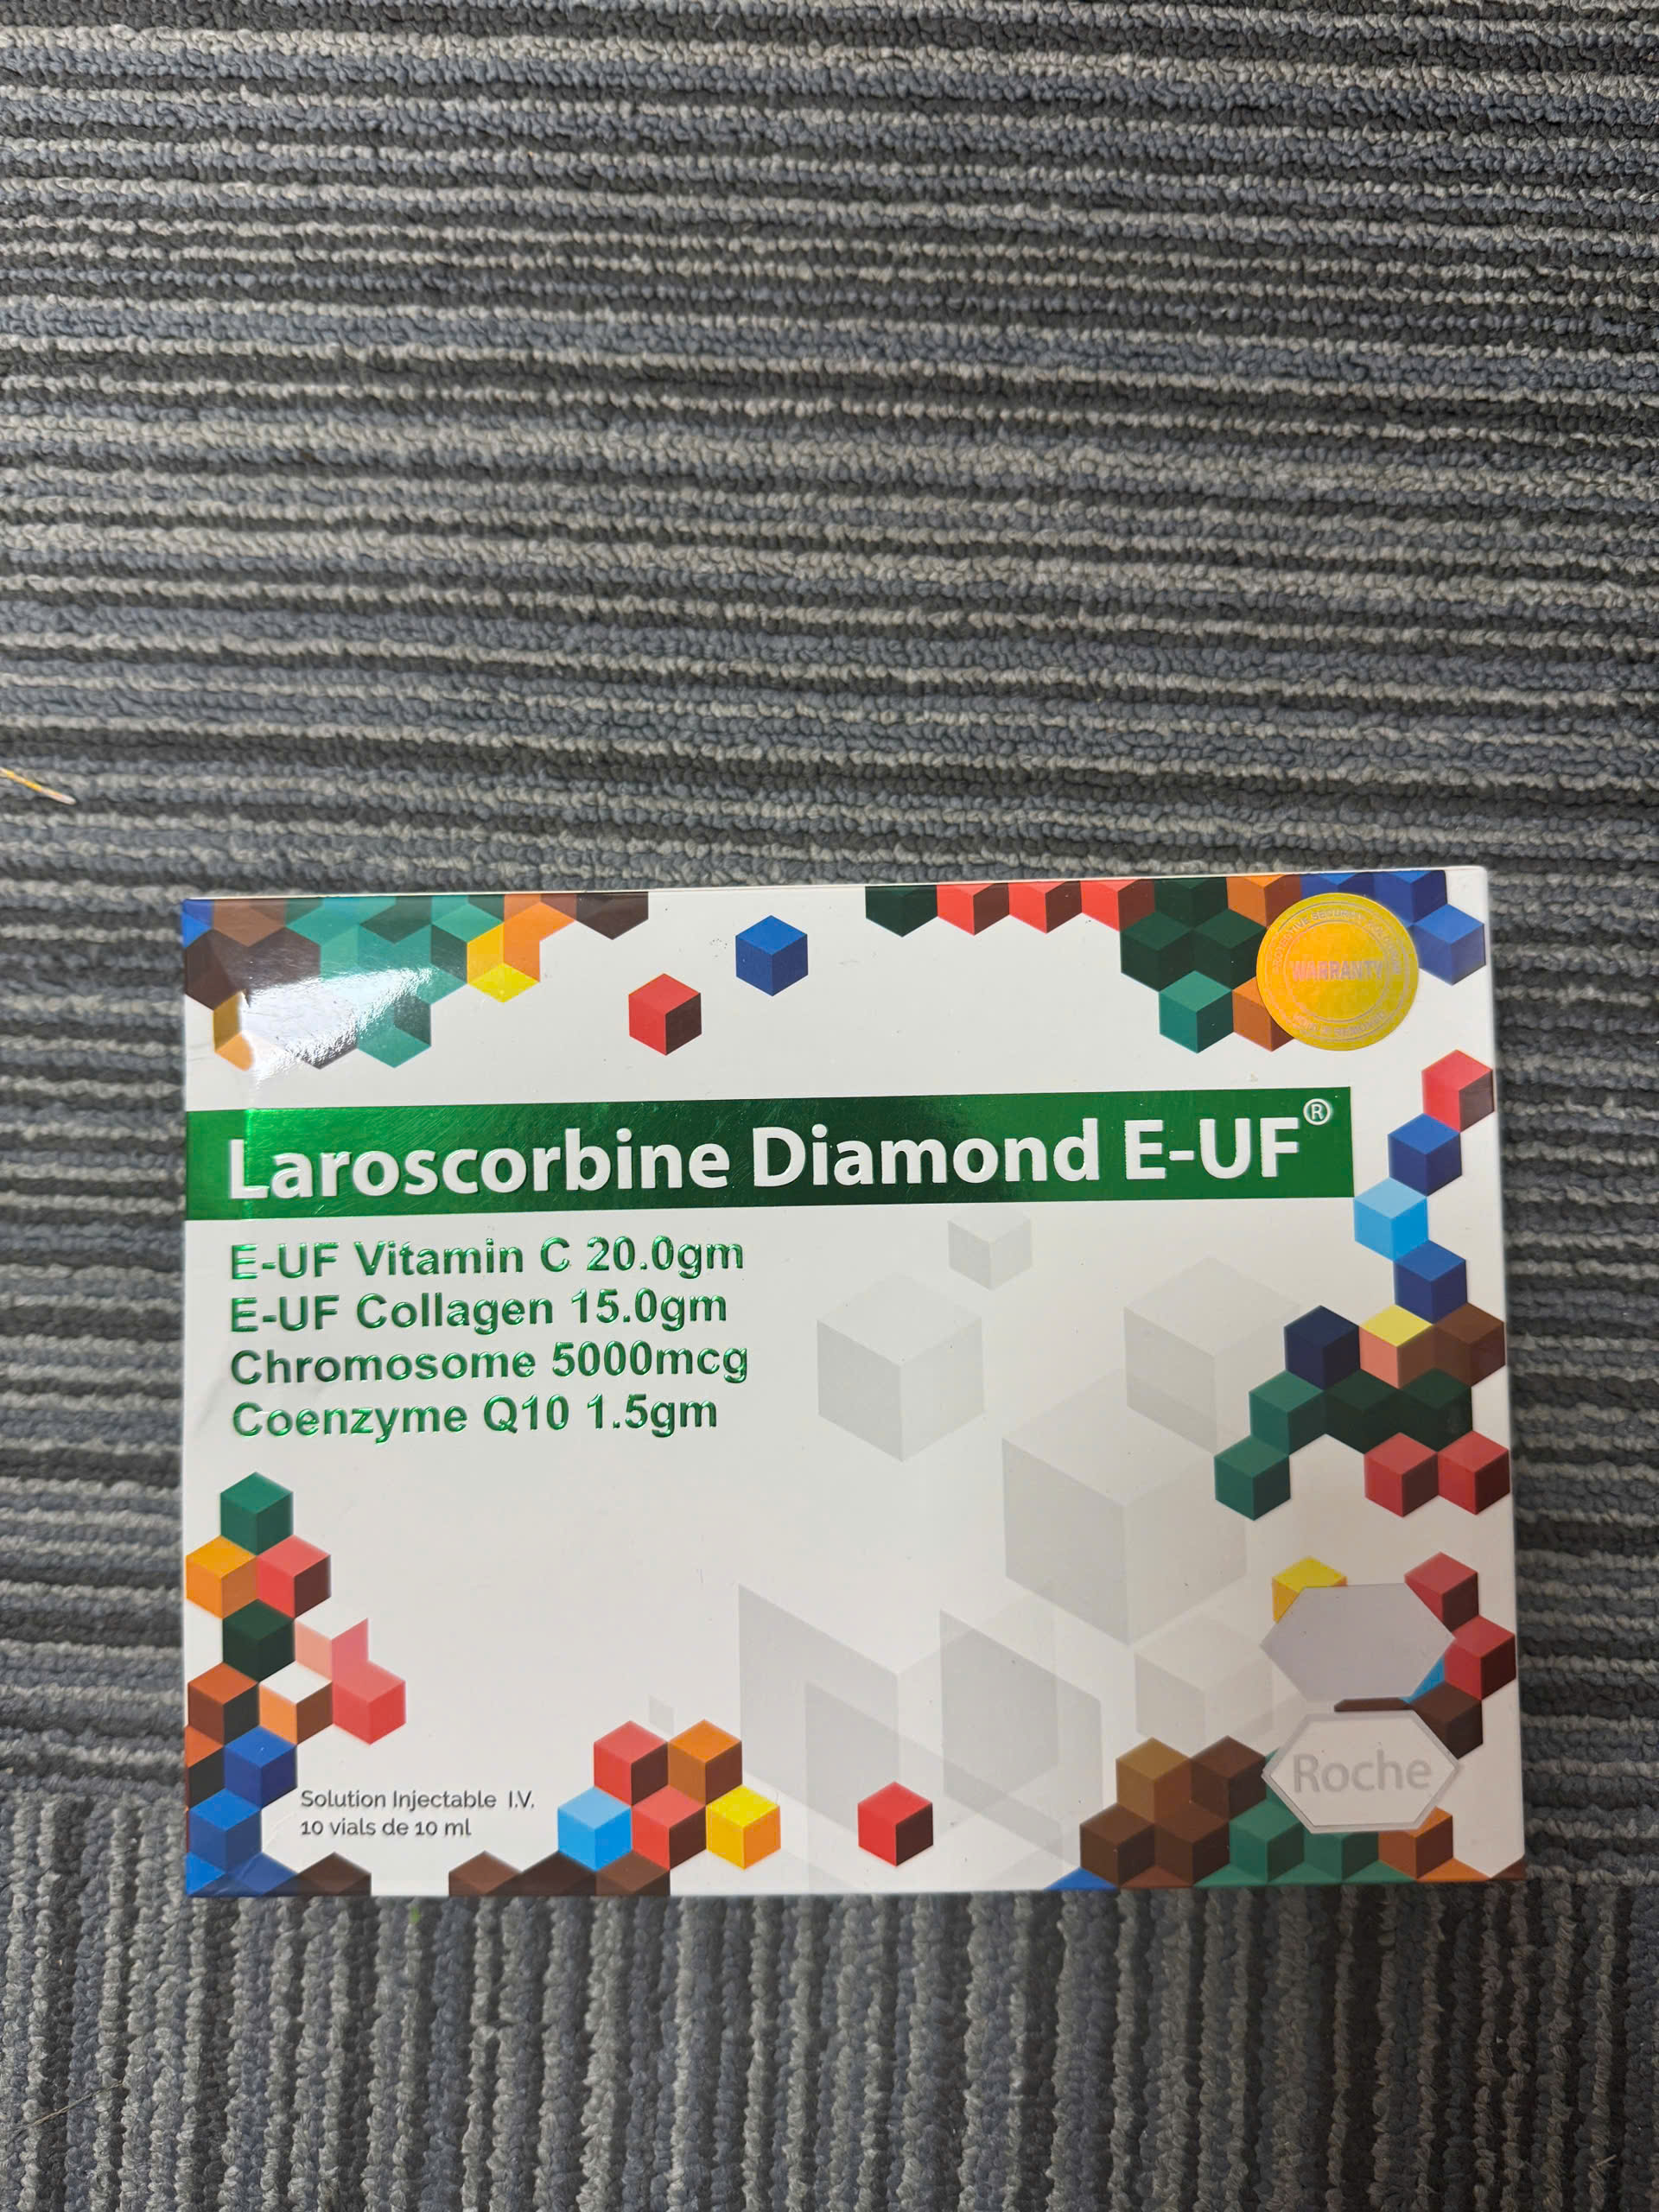 WARRANTY
Laroscorbine Diamond E-UF®
E-UF Vitamin C 20.0gm
E-UF Collagen 15.0gm
Chromosome 5000mcg
Coenzyme Q10 1.5gm
Solution Injectable I.V.
10 vials de 10 ml
Roche